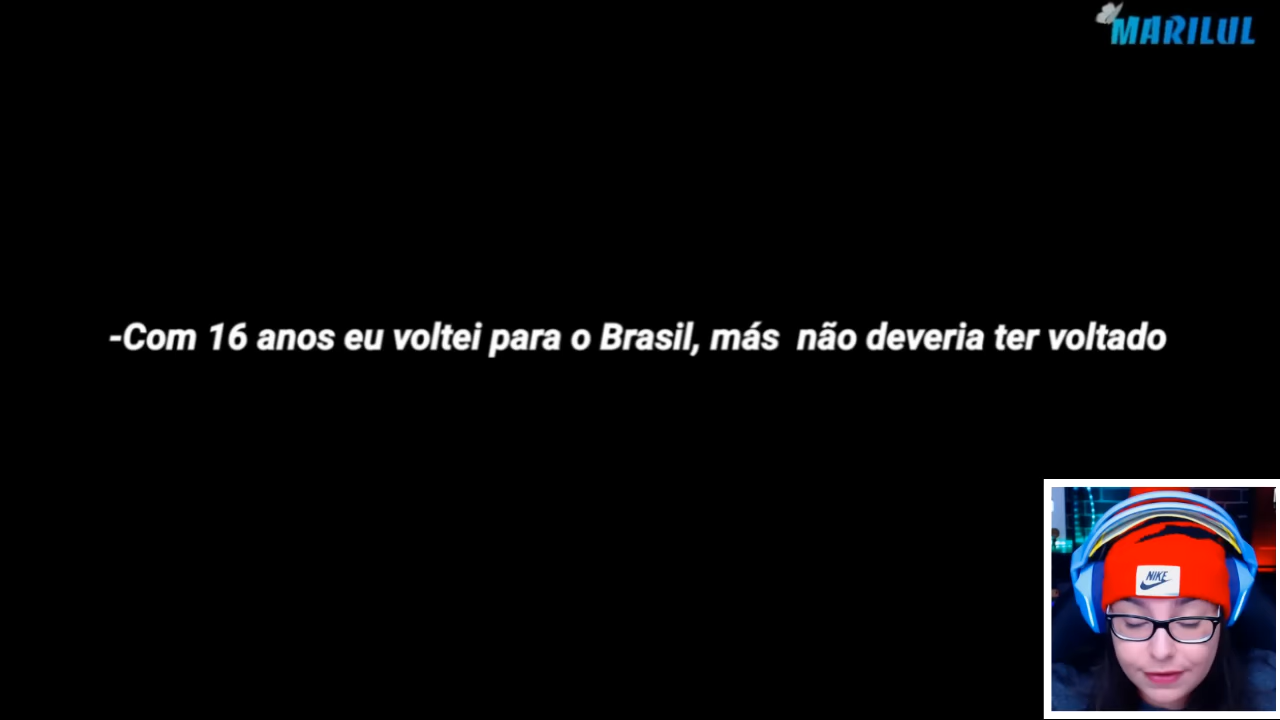 MARILUL
-Com 16 anos eu voltei para o Brasil, más não deveria ter voltado
NIKE